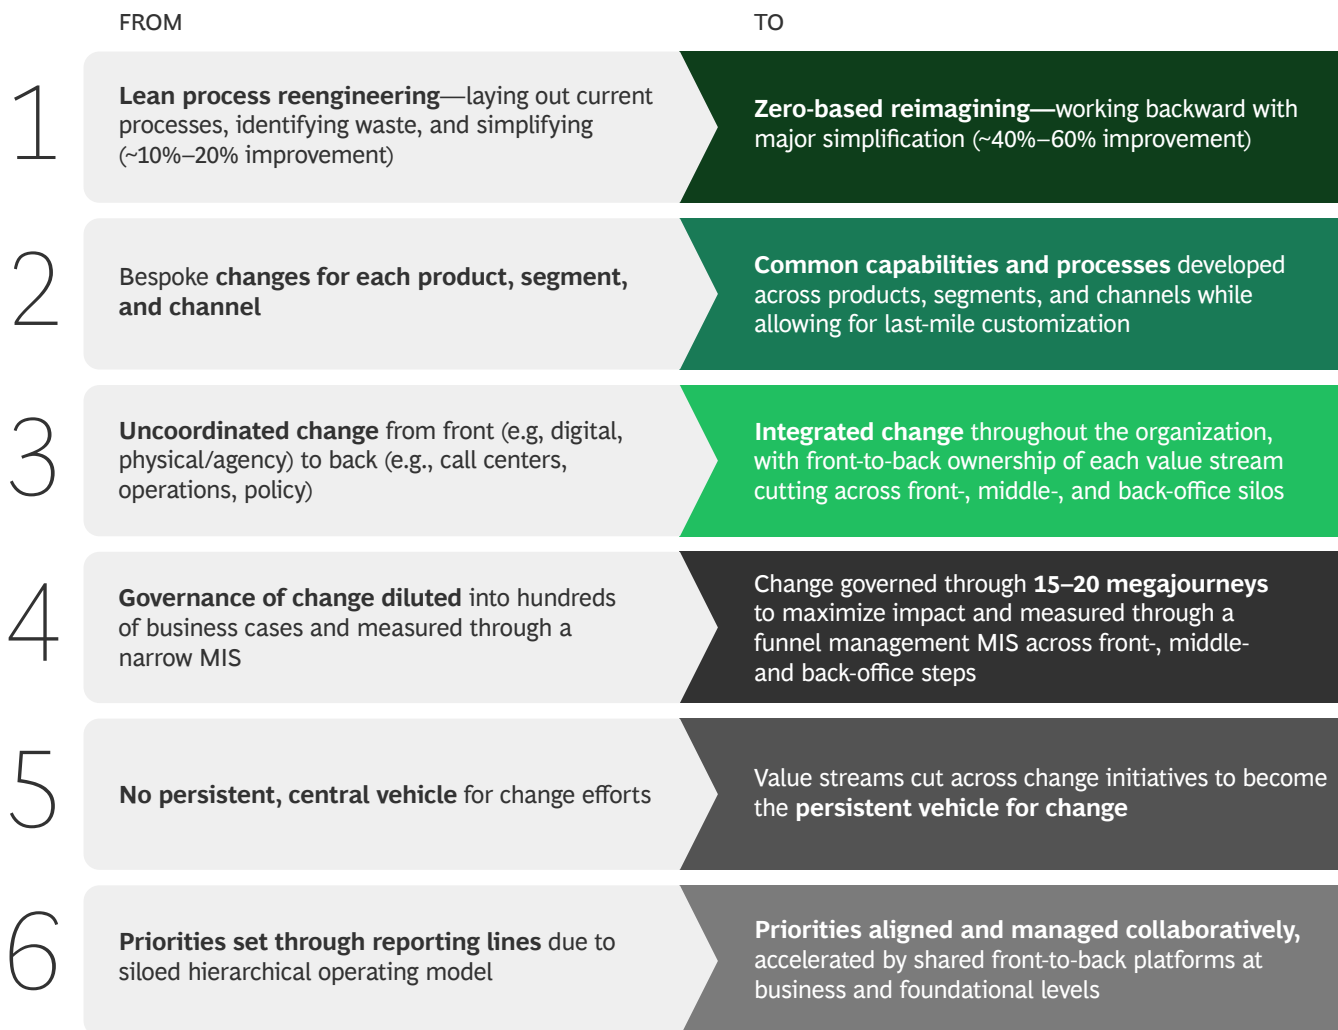 FROM
TO
1
Lean process reengineering—laying out current
processes, identifying waste, and simplifying
(~10%–20% improvement)
Zero-based reimagining—working backward with
major simplification (~40%–60% improvement)
2
Bespoke changes for each product, segment,
and channel
Common capabilities and processes developed
across products, segments, and channels while
allowing for last-mile customization
3
Uncoordinated change from front (e.g, digital,
physical/agency) to back (e.g., call centers,
operations, policy)
Integrated change throughout the organization,
with front-to-back ownership of each value stream
cutting across front-, middle-, and back-office silos
4
Governance of change diluted into hundreds
of business cases and measured through a
narrow MIS
Change governed through 15–20 megajourneys
to maximize impact and measured through a
funnel management MIS across front-, middle-
and back-office steps
5
No persistent, central vehicle for change efforts
Value streams cut across change initiatives to become
the persistent vehicle for change
6
Priorities set through reporting lines due to
siloed hierarchical operating model
Priorities aligned and managed collaboratively,
accelerated by shared front-to-back platforms at
business and foundational levels